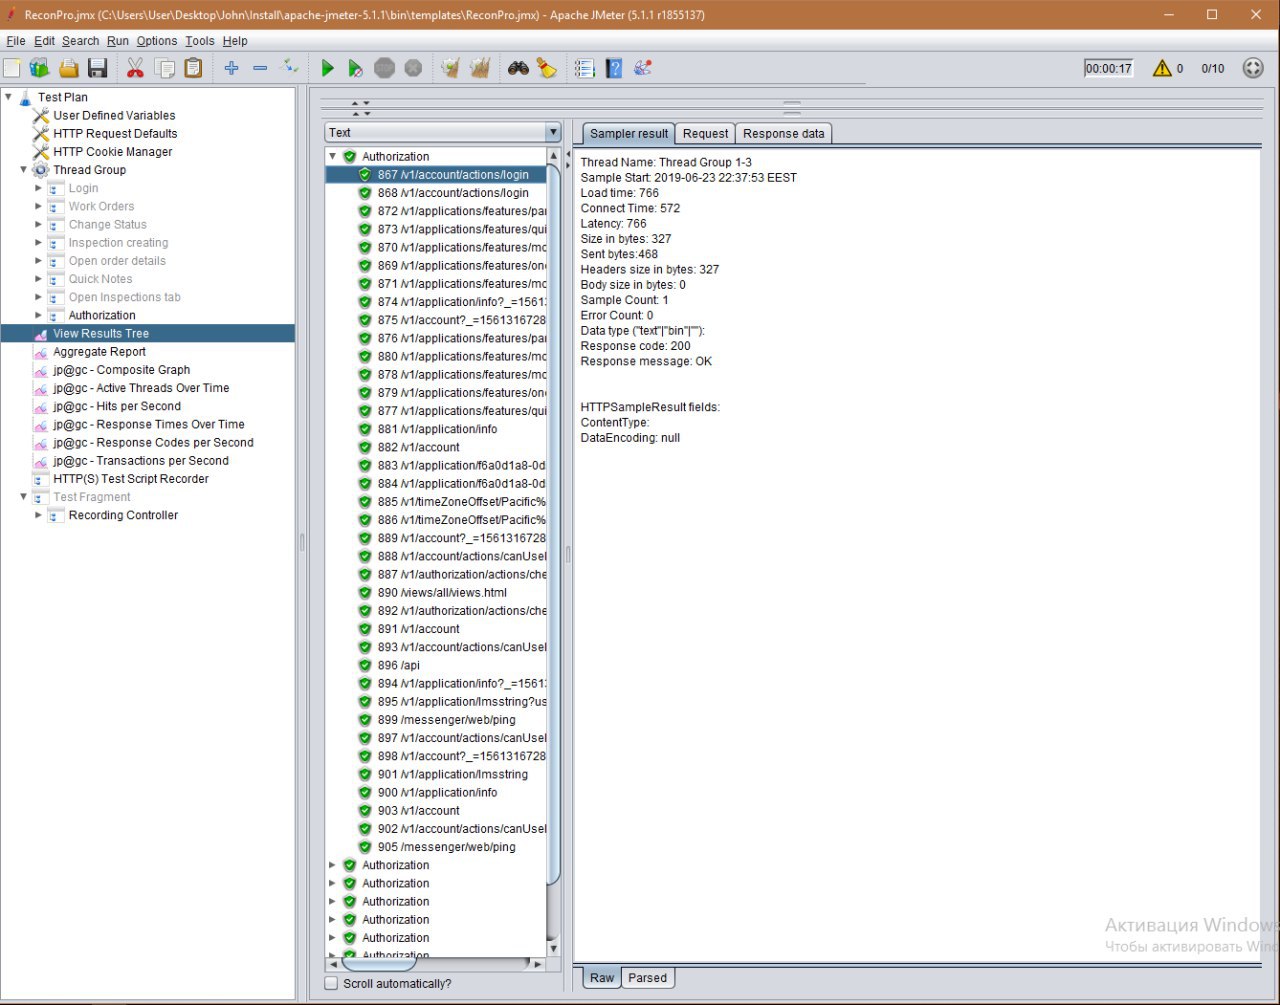 ReconPro.jmx (C:\Users\User\Desktop\John\Install\apache-jmeter-5.1.1\bin\templates\ReconPro.jmx) - Apache JMeter (5.1.1 r1855137)
File Edit Search Run Options Tools Help
00:00:17 0 0/10
Test Plan
User Defined Variables
HTTP Request Defaults
HTTP Cookie Manager
Thread Group
Login
Work Orders
Change Status
Inspection creating
Open order details
Quick Notes
Open Inspections tab
Authorization
View Results Tree
Aggregate Report
jp@gc - Composite Graph
jp@gc - Active Threads Over Time
jp@gc - Hits per Second
jp@gc - Response Times Over Time
jp@gc - Response Codes per Second
jp@gc - Transactions per Second
HTTP(S) Test Script Recorder
Test Fragment
Recording Controller
Text
Authorization
867 /v1/account/actions/login
868 /v1/account/actions/login
872 /v1/applications/features/pa
873 /v1/applications/features/qui
870 /v1/applications/features/mo
869 /v1/applications/features/on
871 /v1/applications/features/mo
874 /v1/application/info?_=1561
875 /v1/account?_=1561316728
876 /v1/applications/features/pa
880 /v1/applications/features/mo
878 /v1/applications/features/mo
879 /v1/applications/features/on
877 /v1/applications/features/qui
881 /v1/application/info
882 /v1/account
883 /v1/application/f6a0d1a8-0d
884 /v1/application/f6a0d1a8-0d
885 /v1/timeZoneOffset/Pacific%
886 /v1/timeZoneOffset/Pacific%
889 /v1/account?_=1561316728
888 /v1/account/actions/canUse
887 /v1/authorization/actions/che
890 /views/all/views.html
892 /v1/authorization/actions/che
891 /v1/account
893 /v1/account/actions/canUse
896 /api
894 /v1/application/info?_=1561
895 /v1/application/lmsstring?us
899 /messenger/web/ping
897 /v1/account/actions/canUse
898 /v1/account?_=1561316728
901 /v1/application/lmsstring
900 /v1/application/info
903 /v1/account
902 /v1/account/actions/canUse
905 /messenger/web/ping
Authorization
Authorization
Authorization
Authorization
Authorization
Authorization
Scroll automatically?
Sampler result Request Response data
Thread Name: Thread Group 1-3
Sample Start: 2019-06-23 22:37:53 EEST
Load time: 766
Connect Time: 572
Latency: 766
Size in bytes: 327
Sent bytes:468
Headers size in bytes: 327
Body size in bytes: 0
Sample Count: 1
Error Count: 0
Data type ("text"|"bin"|""):
Response code: 200
Response message: OK
HTTPSampleResult fields:
ContentType:
DataEncoding: null
Raw Parsed
Активация Windows
Чтобы активировать Win